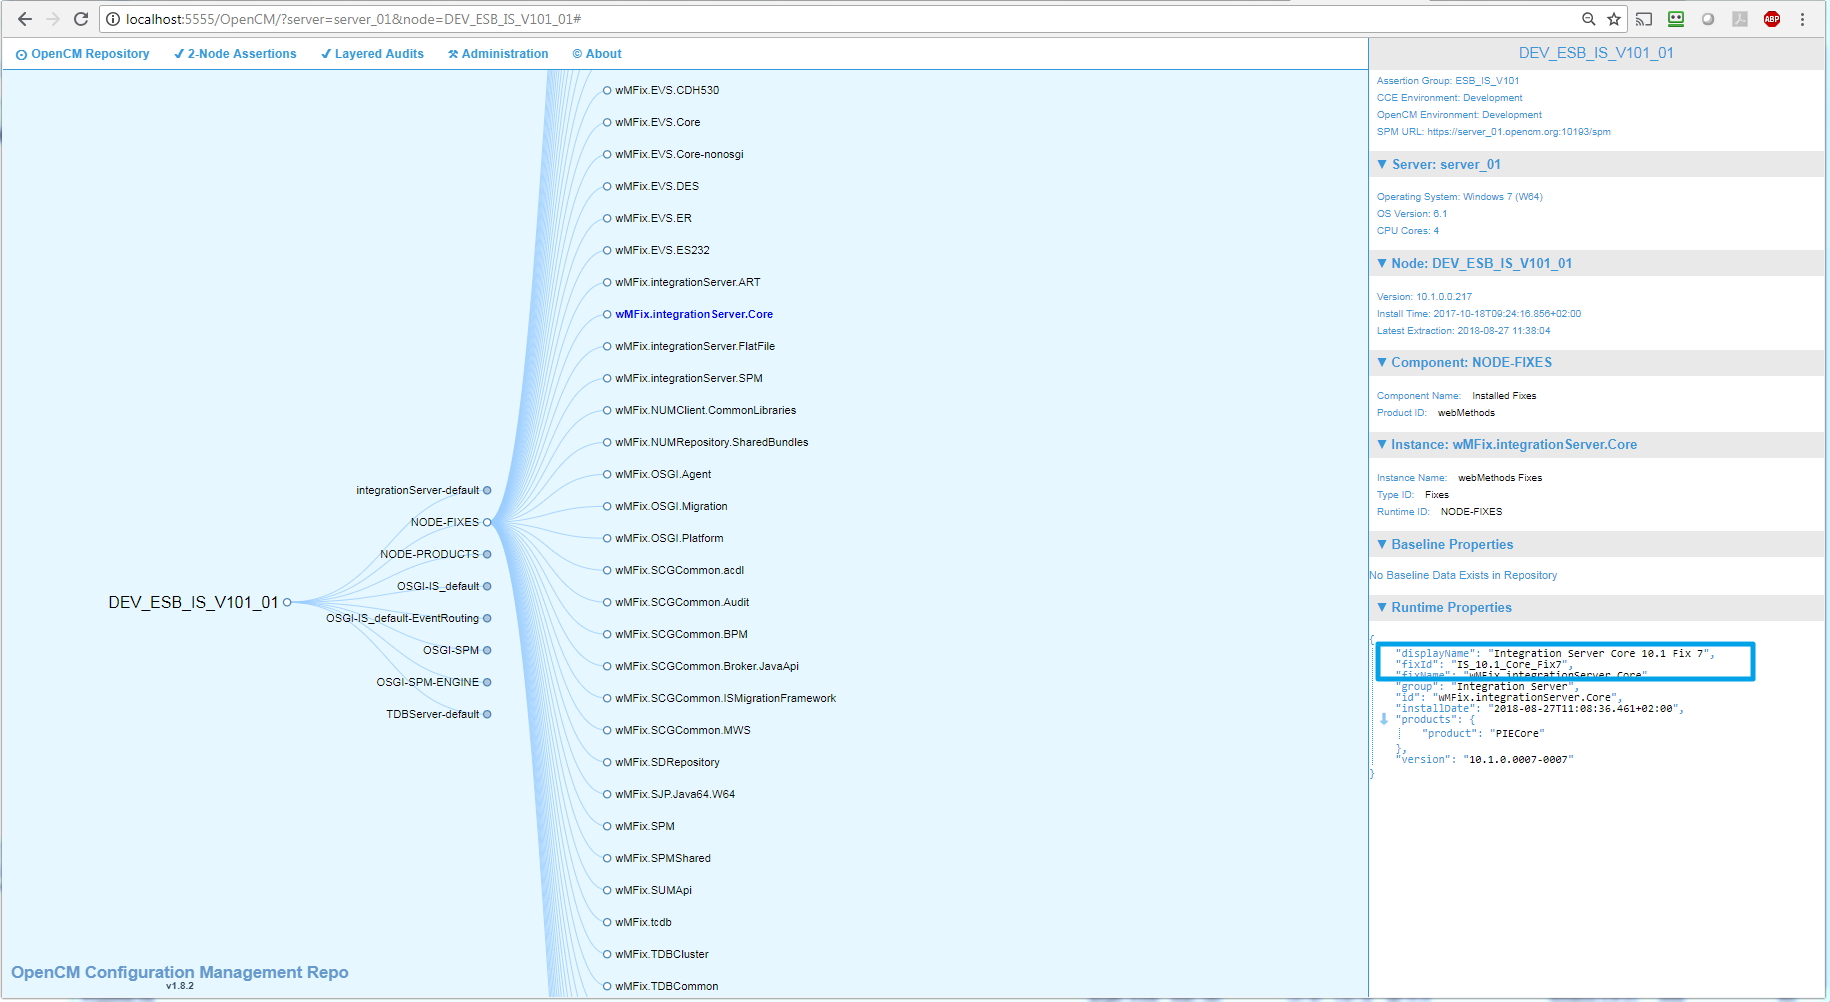 localhost:5555/OpenCM/?server=server_01&node=DEV_ESB_IS_V101_01#
ABP
OpenCM Repository
2-Node Assertions
Layered Audits
Administration
© About
wMFix.EVS.CDH530
wMFix.EVS.Core
wMFix.EVS.Core-nonosgi
wMFix.EVS.DES
wMFix.EVS.ER
wMFix.EVS.ES232
wMFix.integrationServer.ART
wMFix.integrationServer.Core
wMFix.integrationServer.FlatFile
wMFix.integrationServer.SPM
wMFix.NUMClient.CommonLibraries
wMFix.NUMRepository.SharedBundles
wMFix.OSGI.Agent
wMFix.OSGI.Migration
wMFix.OSGI.Platform
wMFix.SCGCommon.acdl
wMFix.SCGCommon.Audit
wMFix.SCGCommon.BPM
wMFix.SCGCommon.Broker.JavaApi
wMFix.SCGCommon.ISMigrationFramework
wMFix.SCGCommon.MWS
wMFix.SDRepository
wMFix.SJP.Java64.W64
wMFix.SPM
wMFix.SPMShared
wMFix.SUMApi
wMFix.tcdb
wMFix.TDBCluster
wMFix.TDBCommon
integrationServer-default
NODE-FIXES
NODE-PRODUCTS
OSGI-IS_default
OSGI-IS_default-EventRouting
OSGI-SPM
OSGI-SPM-ENGINE
TDBServer-default
DEV_ESB_IS_V101_01
OpenCM Configuration Management Repo
v1.8.2
DEV_ESB_IS_V101_01
Assertion Group: ESB_IS_V101
CCE Environment: Development
OpenCM Environment: Development
SPM URL: https://server_01.opencm.org:10193/spm
▼ Server: server_01
Operating System: Windows 7 (W64)
OS Version: 6.1
CPU Cores: 4
▼ Node: DEV_ESB_IS_V101_01
Version: 10.1.0.0.217
Install Time: 2017-10-18T09:24:16.856+02:00
Latest Extraction: 2018-08-27 11:38:04
▼ Component: NODE-FIXES
Component Name: Installed Fixes
Product ID: webMethods
▼ Instance: wMFix.integrationServer.Core
Instance Name: webMethods Fixes
Type ID: Fixes
Runtime ID: NODE-FIXES
▼ Baseline Properties
No Baseline Data Exists in Repository
▼ Runtime Properties
{
"displayName": "Integration Server Core 10.1 Fix 7",
"fixId": "IS_10.1_Core_Fix7",
"fixName": "wMFix.integrationServer.Core"
"group": "Integration Server",
"id": "wMFix.integrationServer.Core",
"installDate": "2018-08-27T11:08:36.461+02:00",
"products": {
"product": "PIECore"
},
"version": "10.1.0.0007-0007"
}